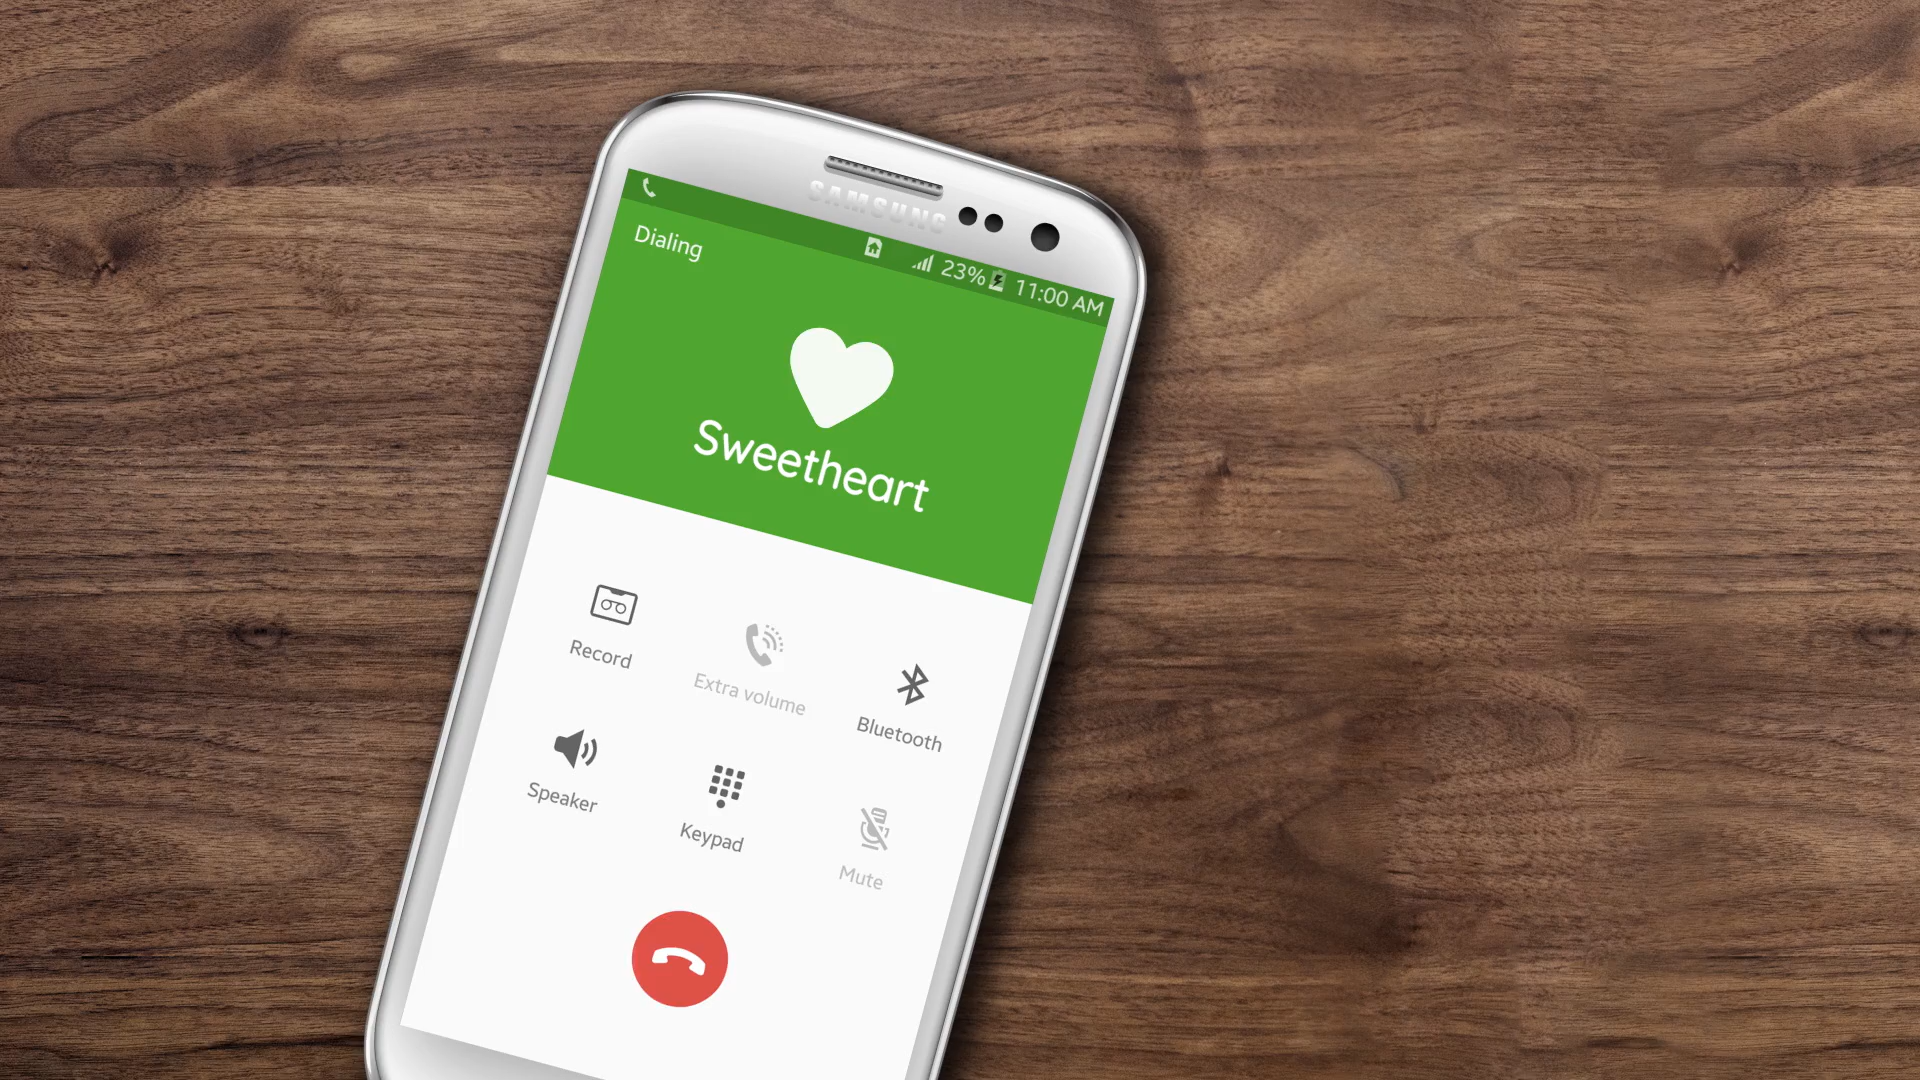 SAMSUNG
23% 11:00 AM
Dialing
Sweetheart
Record
Extra volume
Bluetooth
Speaker
Keypad
Mute